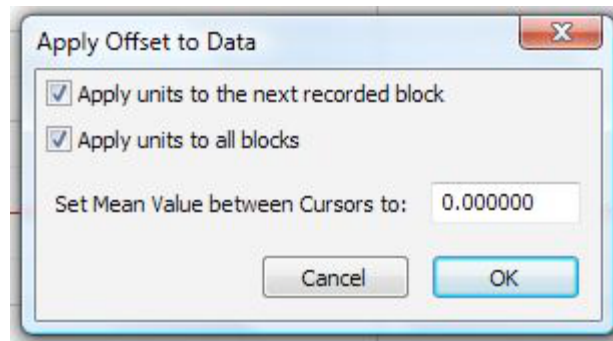 Apply Offset to Data
Apply units to the next recorded block
Apply units to all blocks
Set Mean Value between Cursors to: 0.000000
Cancel OK